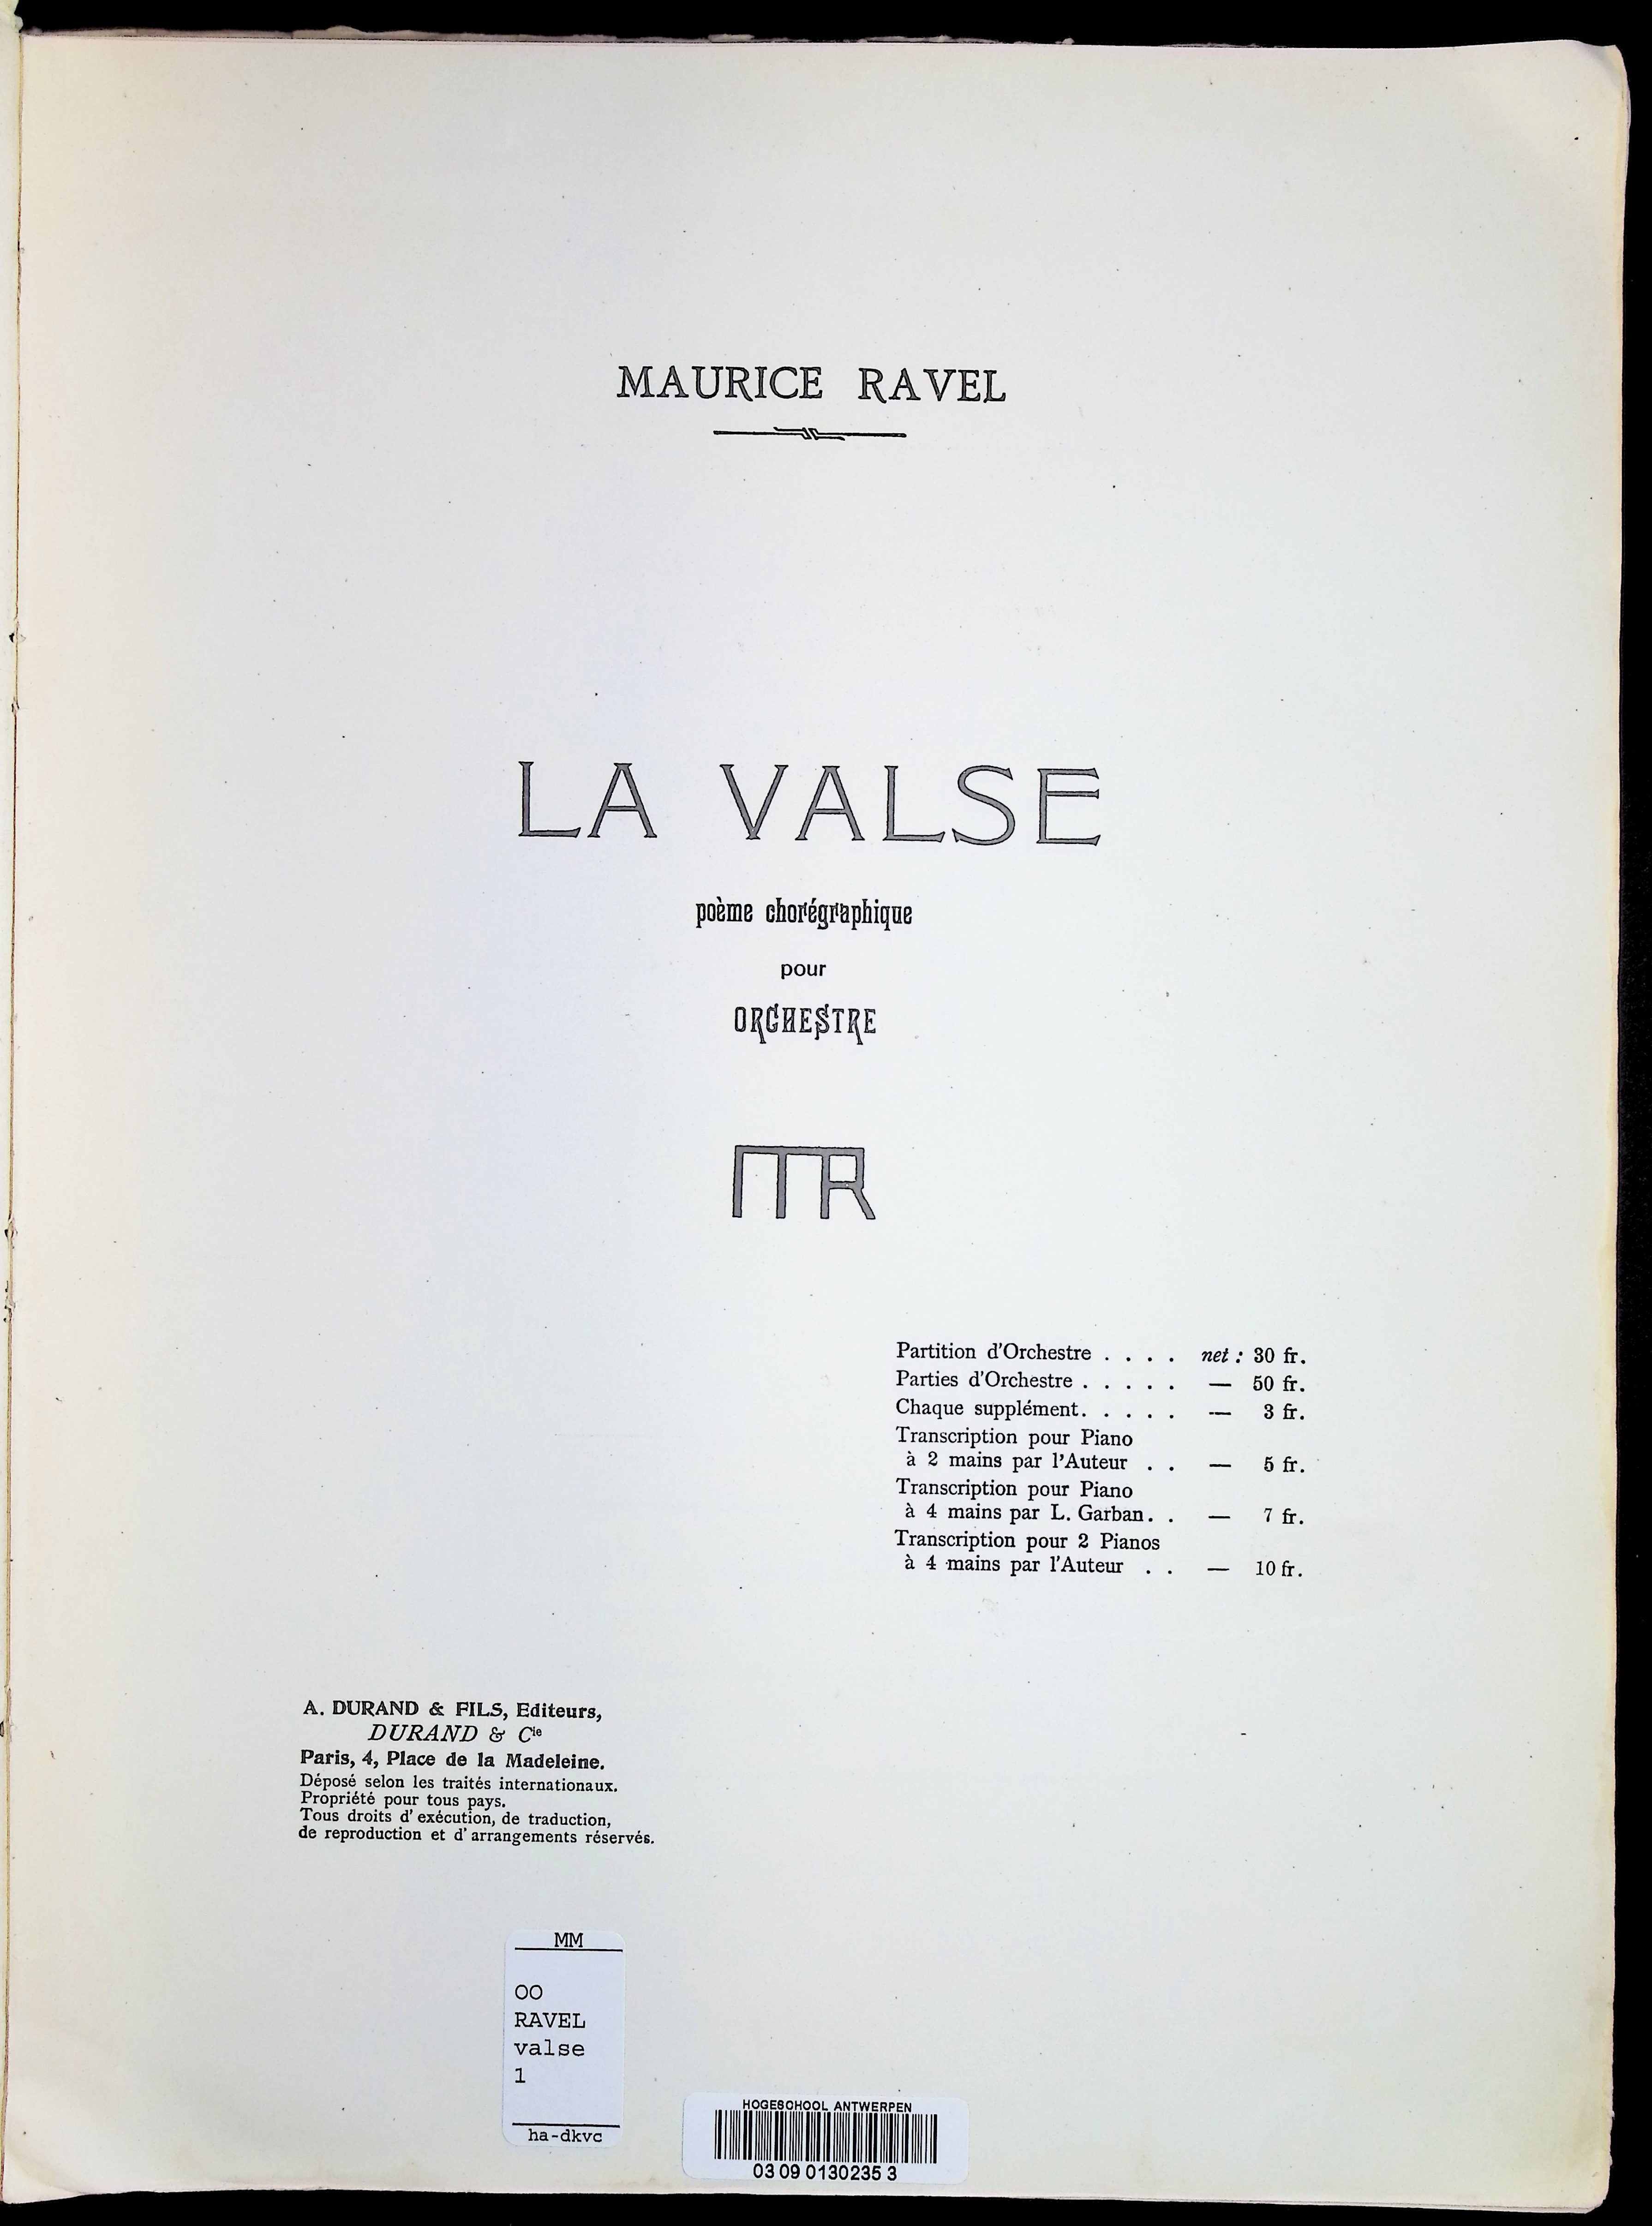 MAURICE RAVEL
LA VALSE
poème chorégraphique
pour
ORCHESTRE
MR
Partition d'Orchestre . . . . net : 30 fr.
Parties d'Orchestre . . . . . — 50 fr.
Chaque supplément. . . . . — 3 fr.
Transcription pour Piano
à 2 mains par l'Auteur . . — 5 fr.
Transcription pour Piano
à 4 mains par L. Garban. . — 7 fr.
Transcription pour 2 Pianos
à 4 mains par l'Auteur . . — 10 fr.
A. DURAND & FILS, Editeurs,
DURAND & Cie
Paris, 4, Place de la Madeleine.
Déposé selon les traités internationaux.
Propriété pour tous pays.
Tous droits d'exécution, de traduction,
de reproduction et d'arrangements réservés.
MM
OO
RAVEL
valse
1
ha-dkvc
HOGESCHOOL ANTWERPEN
03 09 0130235 3